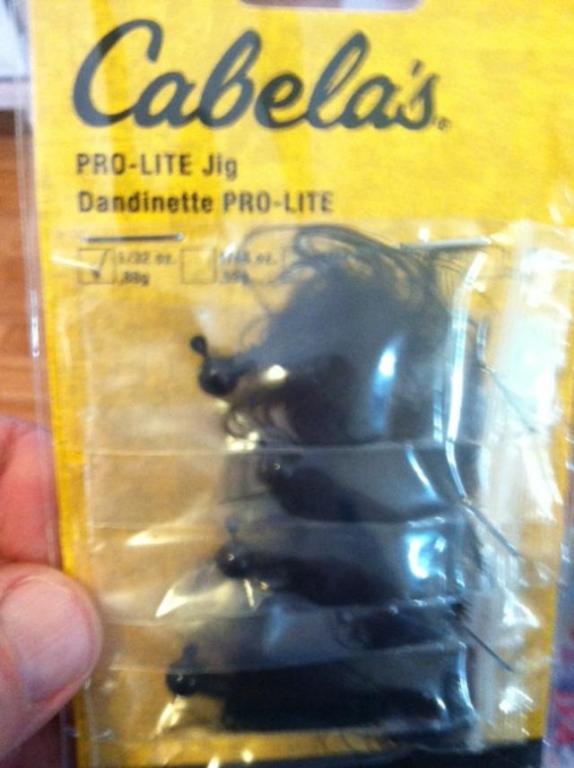 Cabela's®
PRO-LITE Jig
Dandinette PRO-LITE
1/32 oz.
.88g